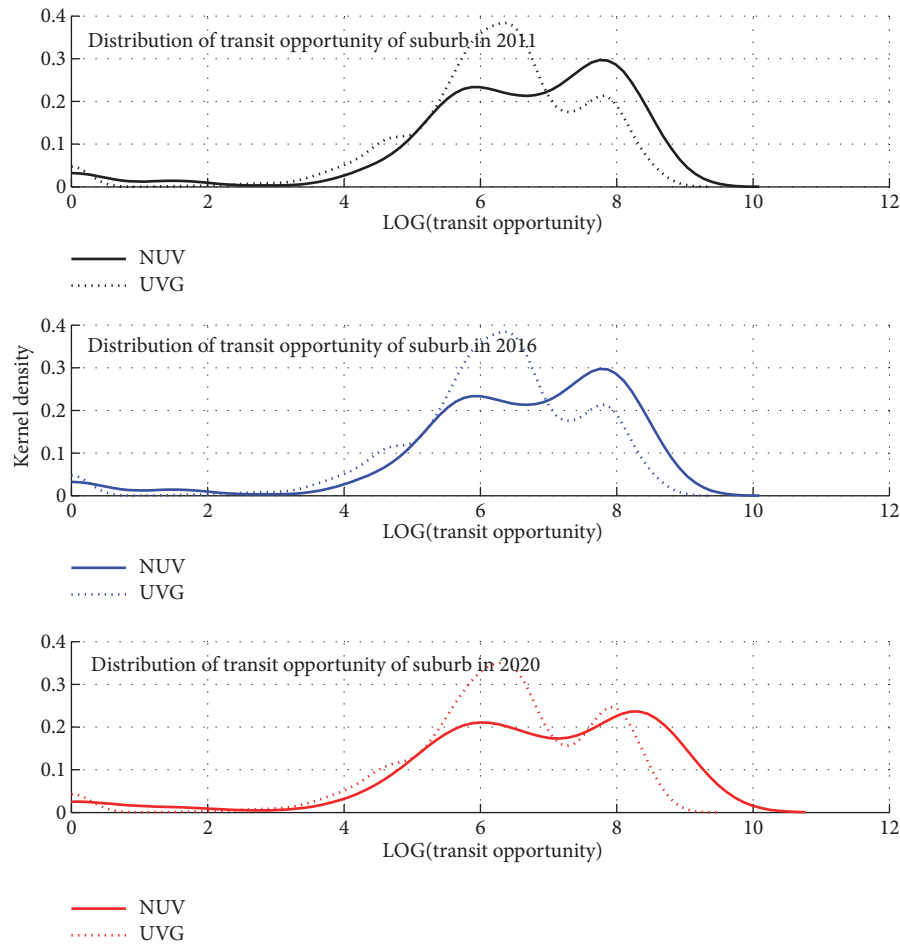 Distribution of transit opportunity of suburb in 2011
0.4
0.3
0.2
0.1
0
0 2 4 6 8 10 12
LOG(transit opportunity)
NUV
UVG
Kernel density
Distribution of transit opportunity of suburb in 2016
0.4
0.3
0.2
0.1
0
0 2 4 6 8 10 12
LOG(transit opportunity)
NUV
UVG
Distribution of transit opportunity of suburb in 2020
0.4
0.3
0.2
0.1
0
0 2 4 6 8 10 12
LOG(transit opportunity)
NUV
UVG